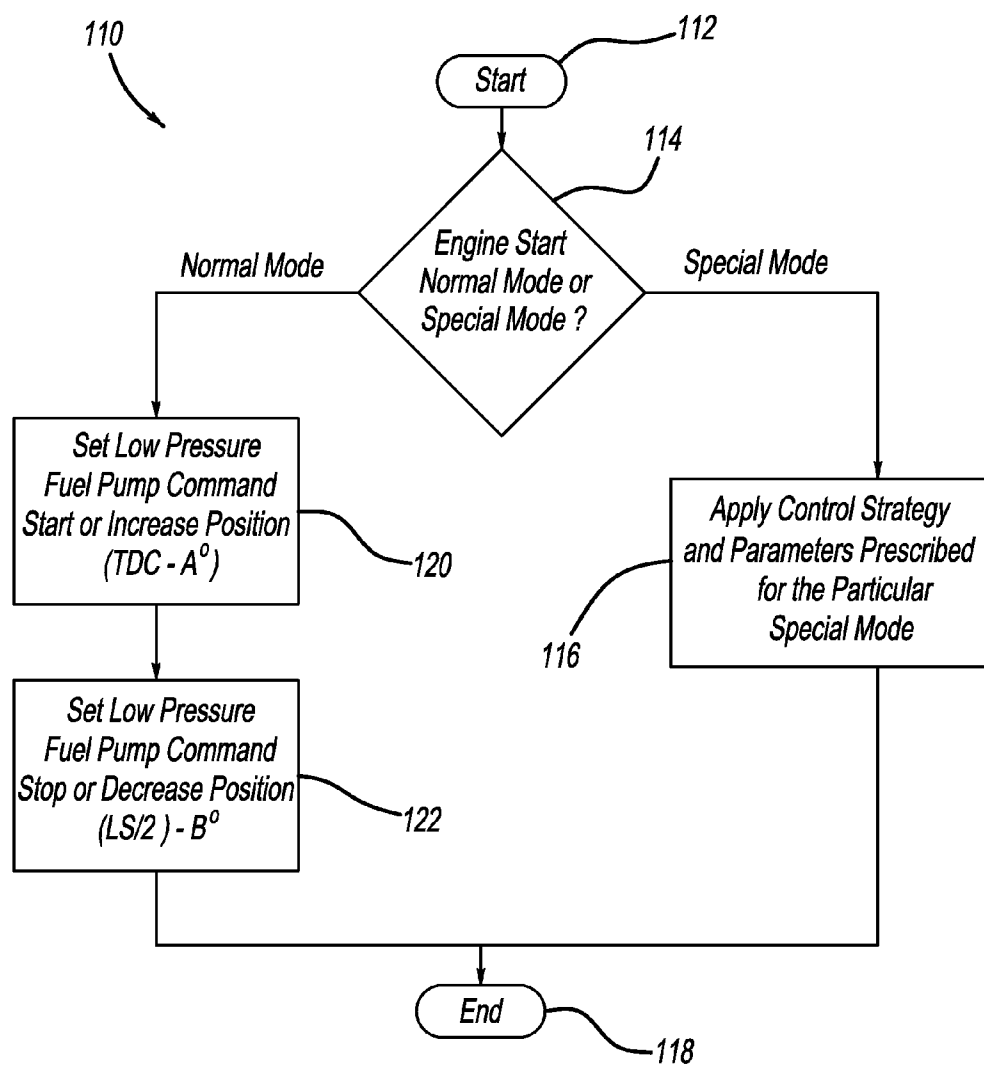 110
112
Start
114
Engine Start
Normal Mode or
Special Mode ?
Normal Mode
Special Mode
Set Low Pressure
Fuel Pump Command
Start or Increase Position
(TDC - Aº)
120
Apply Control Strategy
and Parameters Prescribed
for the Particular
Special Mode
116
Set Low Pressure
Fuel Pump Command
Stop or Decrease Position
(LS/2 ) - Bº
122
End
118